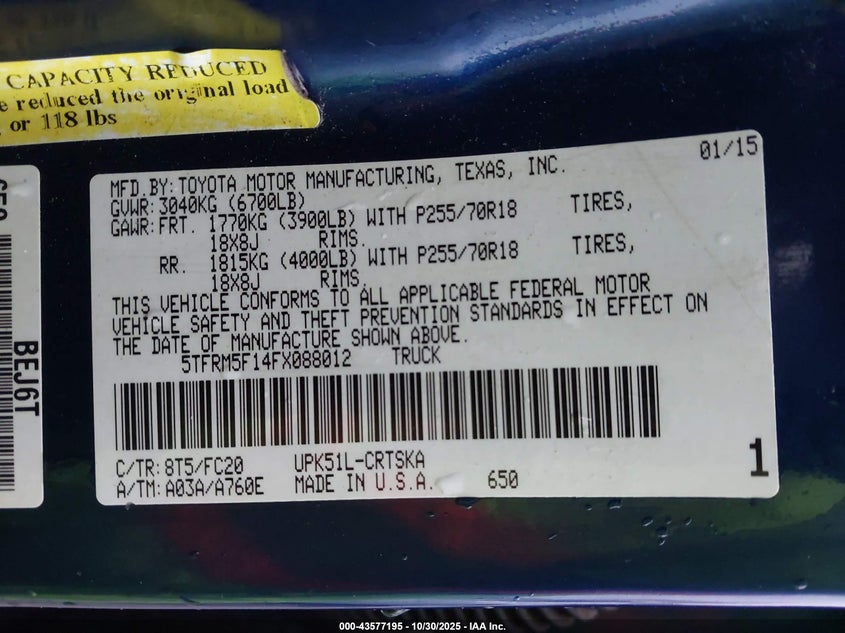 CAPACITY REDUCED
e reduced the original load
or 118 lbs
01/15
MFD.BY: TOYOTA MOTOR MANUFACTURING, TEXAS, INC.
GVWR: 3040KG (6700LB)
GAWR: FRT. 1770KG (3900LB) WITH P255/70R18 TIRES,
18X8J RIMS.
RR. 1815KG (4000LB) WITH P255/70R18 TIRES,
18X8J RIMS.
THIS VEHICLE CONFORMS TO ALL APPLICABLE FEDERAL MOTOR
VEHICLE SAFETY AND THEFT PREVENTION STANDARDS IN EFFECT ON
THE DATE OF MANUFACTURE SHOWN ABOVE.
5TFRM5F14FX088012 TRUCK
C/TR: 8T5/FC20 UPK51L-CRTSKA
A/TM: A03A/A760E MADE IN U.S.A. 650
1
BEJ6T
000-43577195 - 10/30/2025 - IAA Inc.